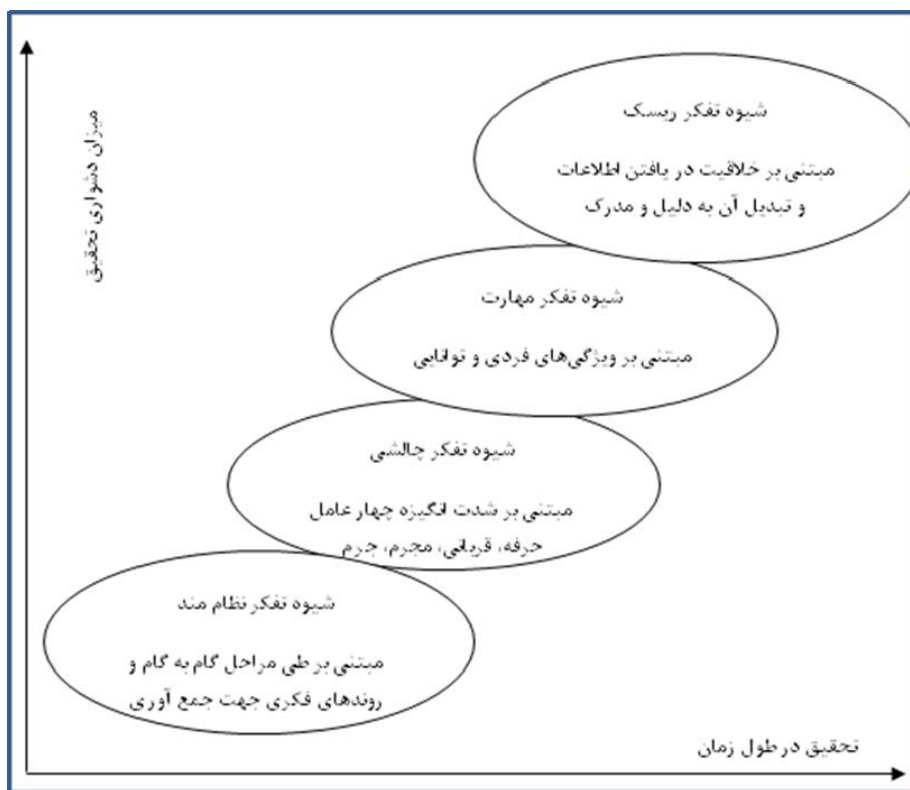 میزان دشواری تحقیق
شیوه تفکر ریسک
مبتنی بر خلاقیت در یافتن اطلاعات
و تبدیل آن به دلیل و مدرک
شیوه تفکر مهارت
مبتنی بر ویژگی‌های فردی و توانایی
شیوه تفکر چالشی
مبتنی بر شدت انگیزه چهار عامل
حرفه، قربانی، مجرم، جرم
شیوه تفکر نظام مند
مبتنی بر طی مراحل گام به گام و
روندهای فکری جهت جمع آوری
تحقیق در طول زمان